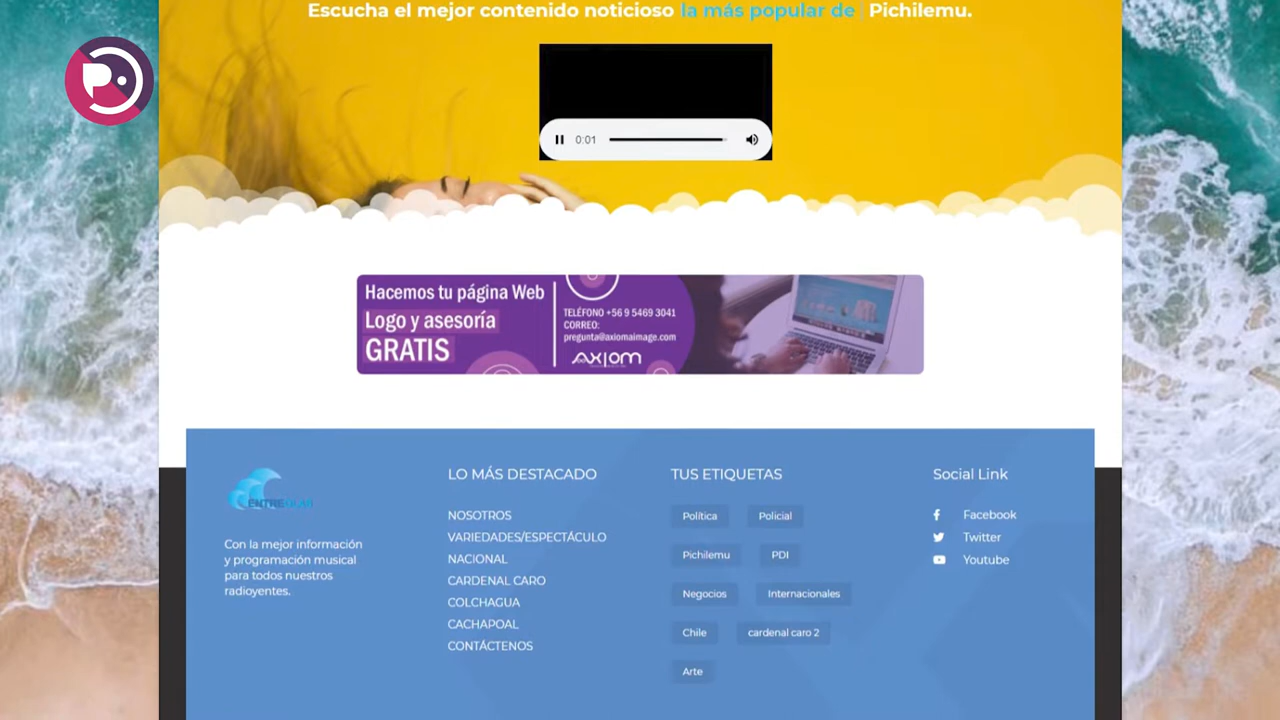 Escucha el mejor contenido noticioso la más popular de Pichilemu.
0:01
Hacemos tu página Web
Logo y asesoría
GRATIS
TELÉFONO +56 9 5469 3041
CORREO:
pregunta@axiomaimage.com
AXIOM
ENTREOLAS
Con la mejor información
y programación musical
para todos nuestros
radioyentes.
LO MÁS DESTACADO
NOSOTROS
VARIEDADES/ESPECTÁCULO
NACIONAL
CARDENAL CARO
COLCHAGUA
CACHAPOAL
CONTÁCTENOS
TUS ETIQUETAS
Política Policial
Pichilemu PDI
Negocios Internacionales
Chile cardenal caro 2
Arte
Social Link
Facebook
Twitter
Youtube